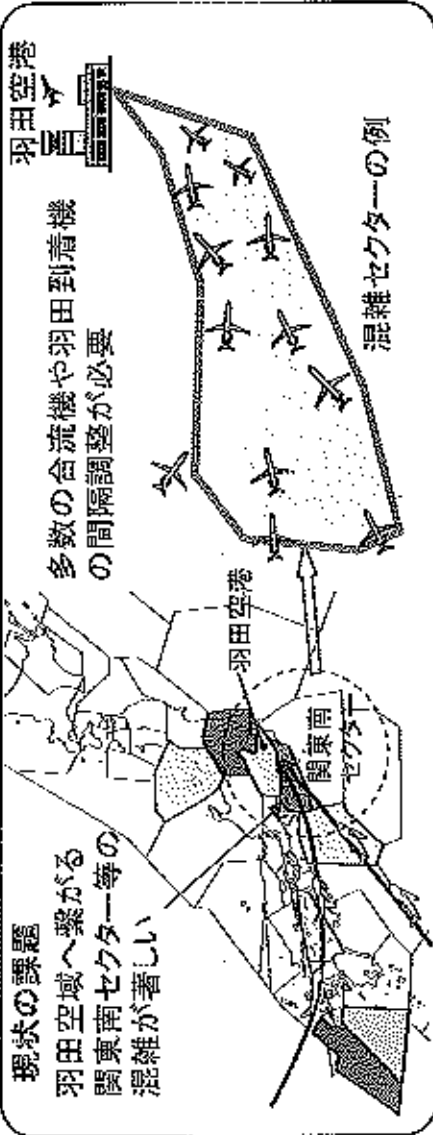 現状の課題
羽田空域へ繋がる
関東南セクター等の
混雑が著しい
羽田空港
関東南
セクター
多数の合流機や羽田到着機
の間隔調整が必要
羽田空港
混雑セクターの例